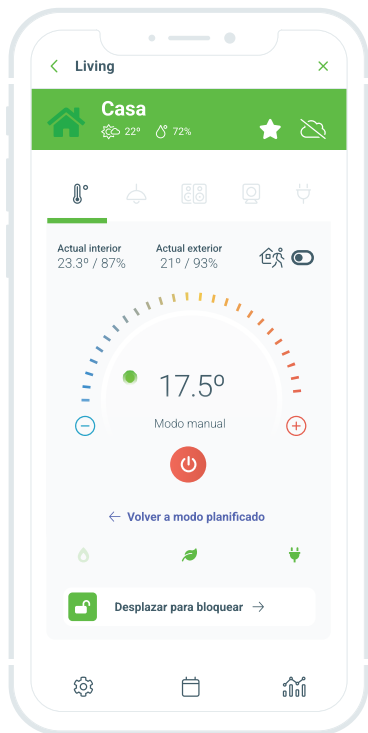 Living
Casa
22º 72%
Actual interior Actual exterior
23.3º / 87% 21º / 93%
17.5º
Modo manual
Volver a modo planificado
Desplazar para bloquear